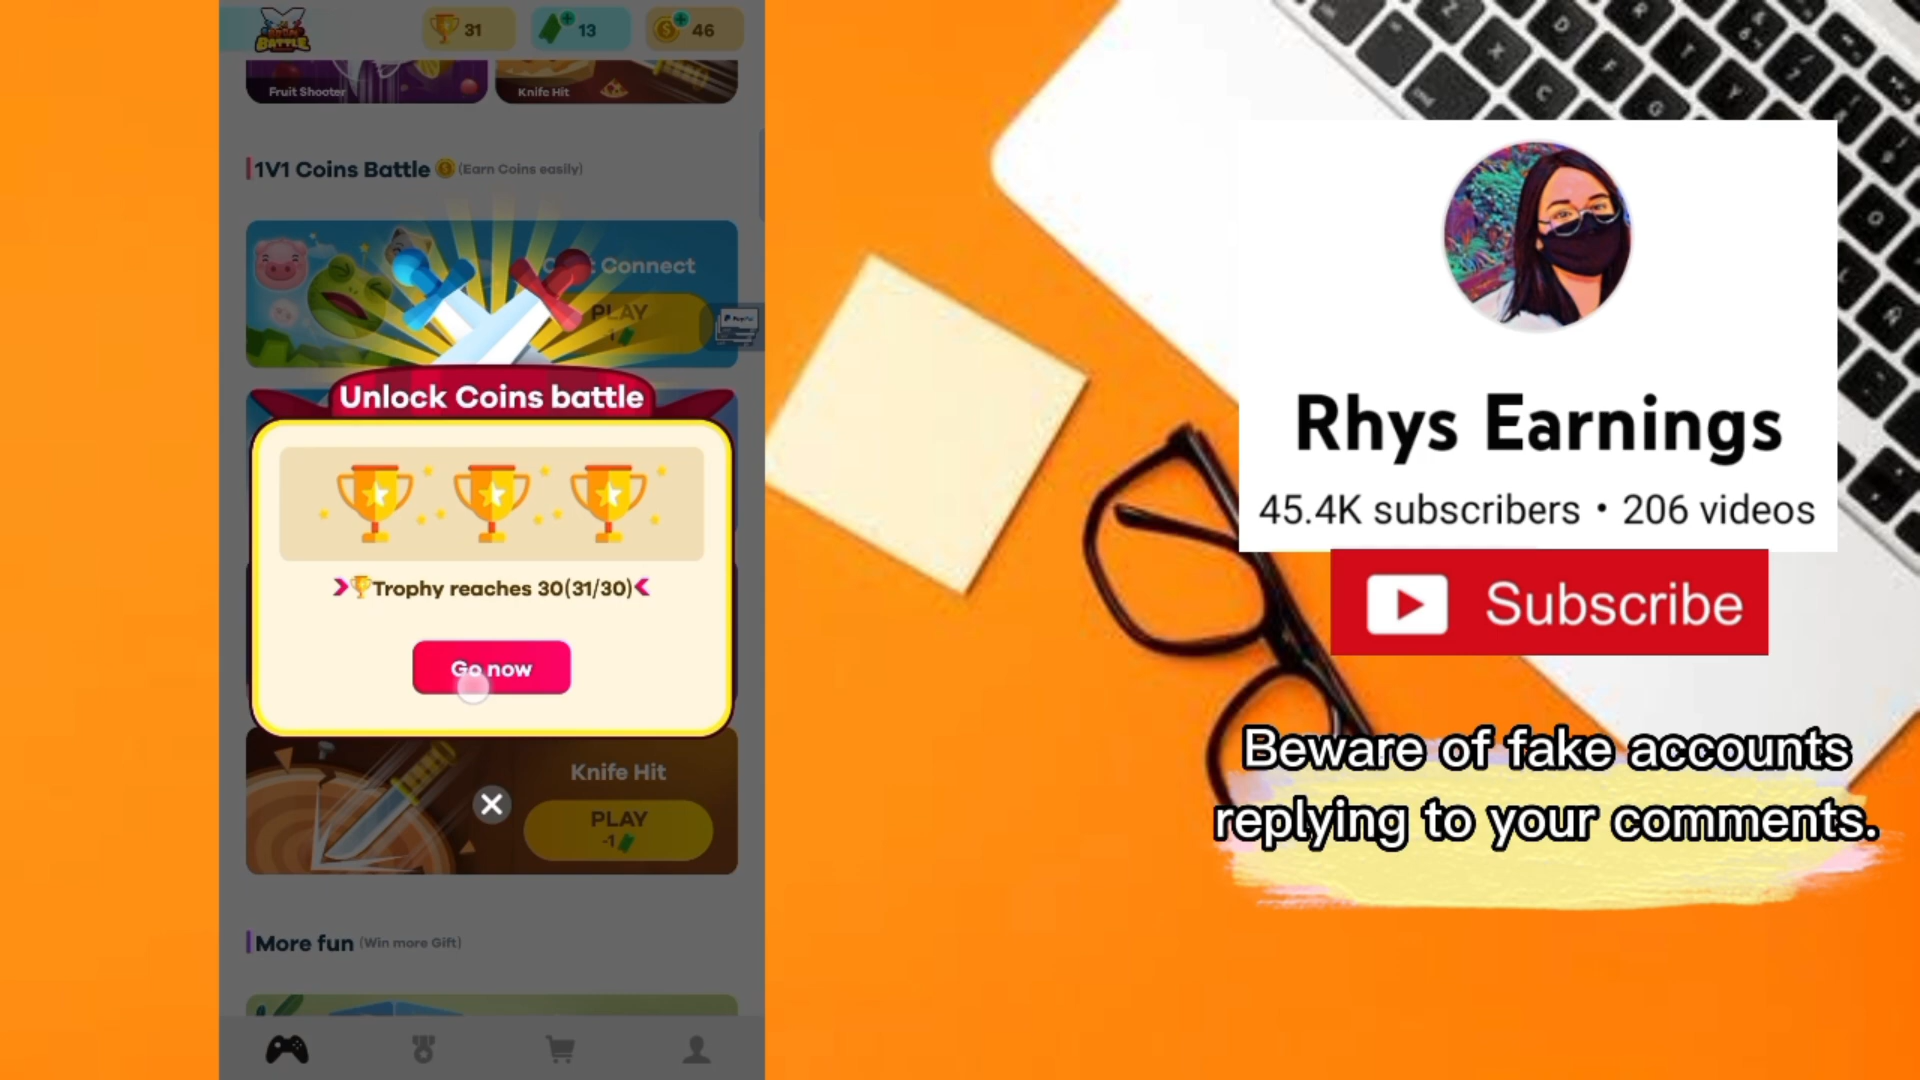 BATTLE
31
13
46
Fruit Shooter
Knife Hit
1V1 Coins Battle (Earn Coins easily)
Connect
PLAY
PayPal
Unlock Coins battle
Trophy reaches 30(31/30)
Go now
Knife Hit
PLAY
-1
More fun (Win more Gift)
Rhys Earnings
45.4K subscribers • 206 videos
Subscribe
Beware of fake accounts
replying to your comments.